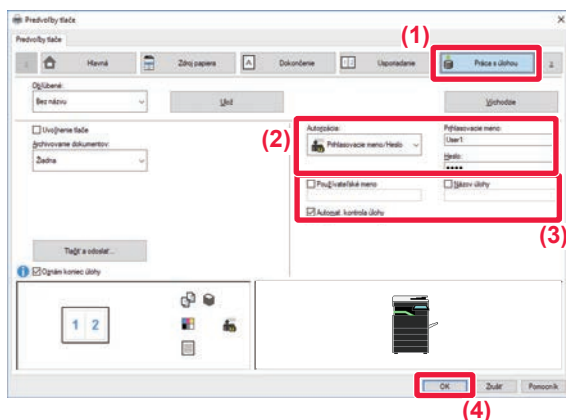 Predvoľby tlače
Predvoľby tlače
(1)
Hlavná
Zdroj papiera
Dokončenie
Usporiadanie
Práca s úlohou
Obľúbené:
Bez názvu
Ulož
Východzie
Uvoľnenie tlače
Archivovanie dokumentov:
Žiadna
(2)
Autorizácia:
Prihlasovacie meno/Heslo
Prihlasovacie meno:
User1
Heslo:
••••
Používateľské meno
Názov úlohy
Automat. kontrola úlohy
(3)
Tlačiť a odoslať...
Oznám koniec úlohy
1 2
OK
Zrušiť
Pomocník
(4)